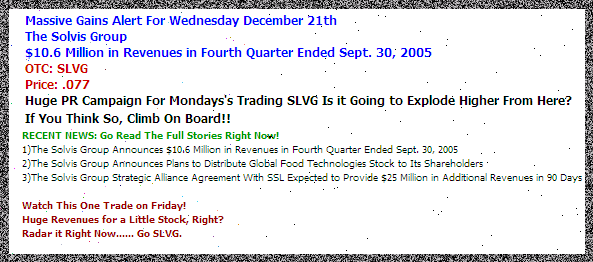 Massive Gains Alert For Wednesday December 21th
The Solvis Group
$10.6 Million in Revenues in Fourth Quarter Ended Sept. 30, 2005
OTC: SLVG
Price: .077
Huge PR Campaign For Mondays's Trading SLVG Is it Going to Explode Higher From Here?
If You Think So, Climb On Board!!
RECENT NEWS: Go Read The Full Stories Right Now!
1)The Solvis Group Announces $10.6 Million in Revenues in Fourth Quarter Ended Sept. 30, 2005
2)The Solvis Group Announces Plans to Distribute Global Food Technologies Stock to Its Shareholders
3)The Solvis Group Strategic Alliance Agreement With SSL Expected to Provide $25 Million in Additional Revenues in 90 Days
Watch This One Trade on Friday!
Huge Revenues for a Little Stock, Right?
Radar it Right Now...... Go SLVG.